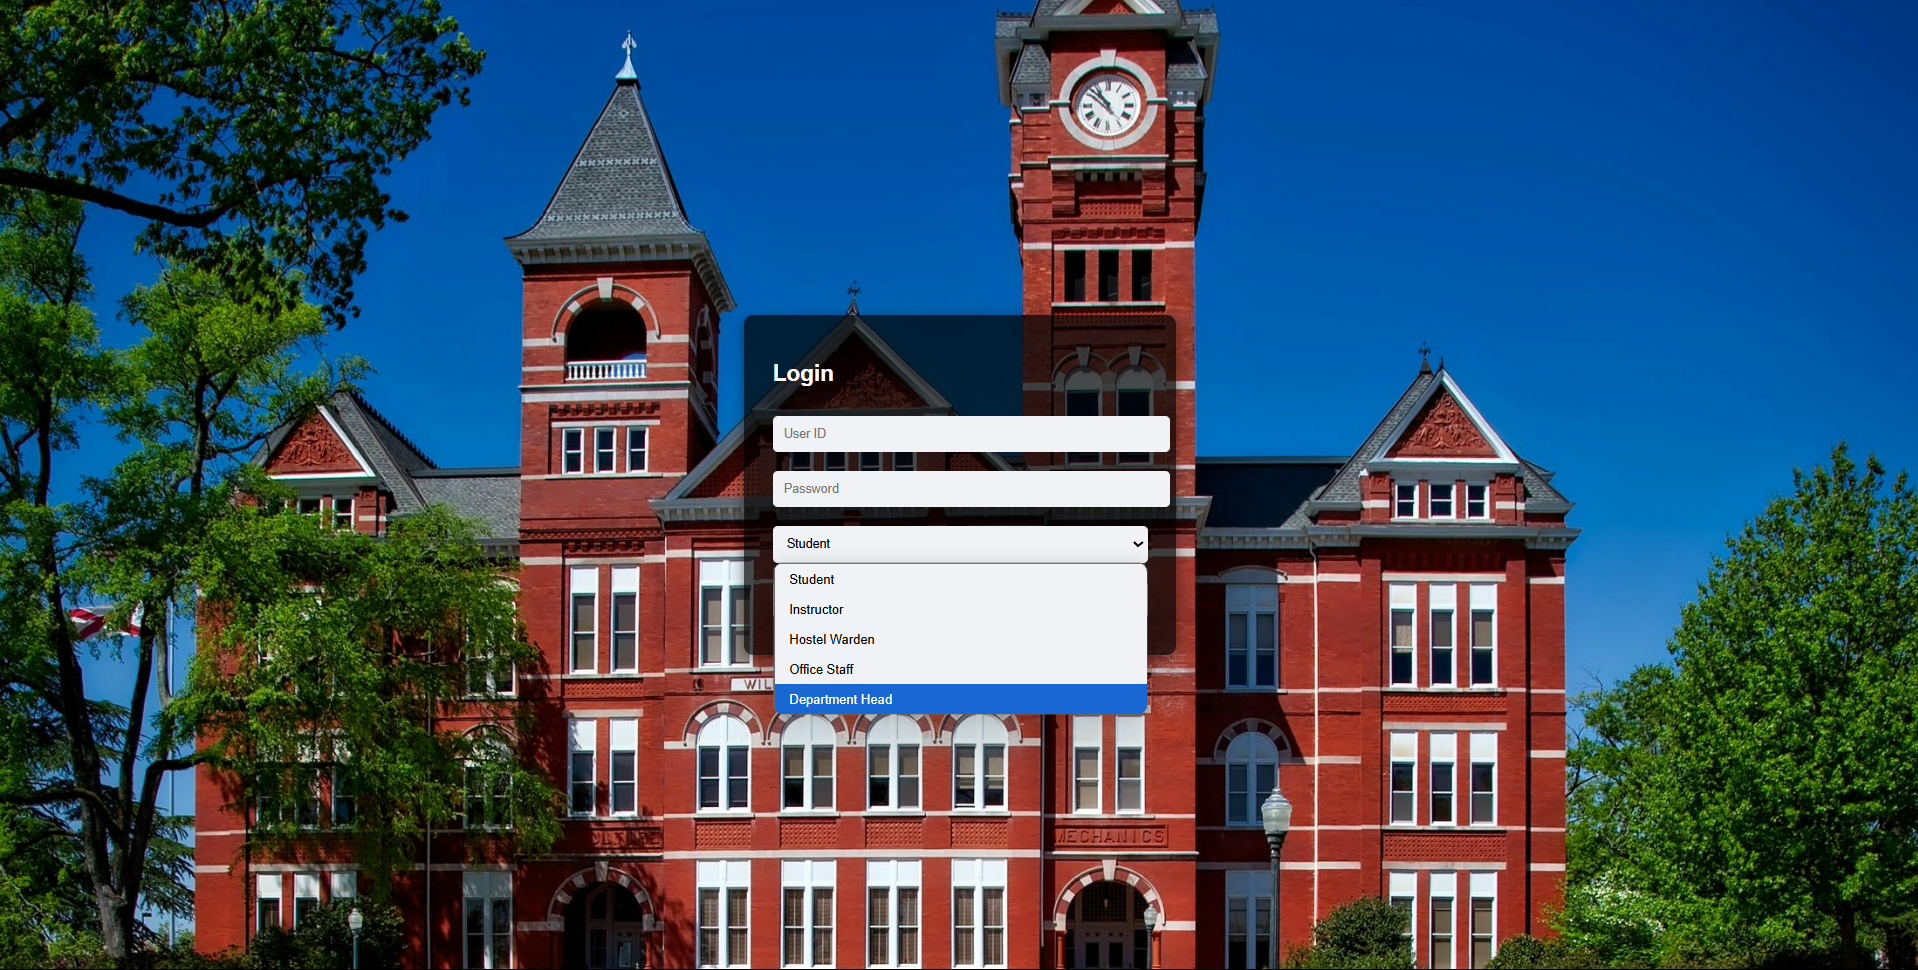 Login
User ID
Password
Student
Student
Instructor
Hostel Warden
Office Staff
Department Head
WIL
MECHANICS